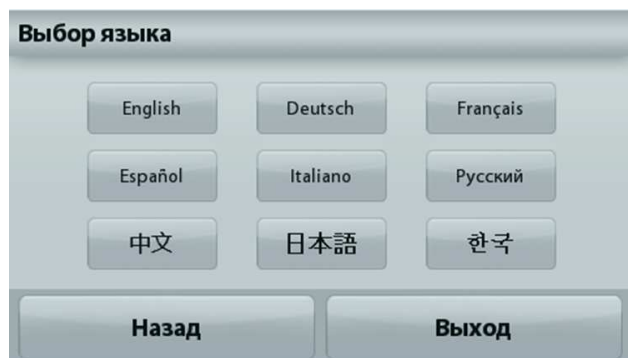 Выбор языка
English Deutsch Français
Español Italiano Русский
中文 日本語 한국
Назад Выход